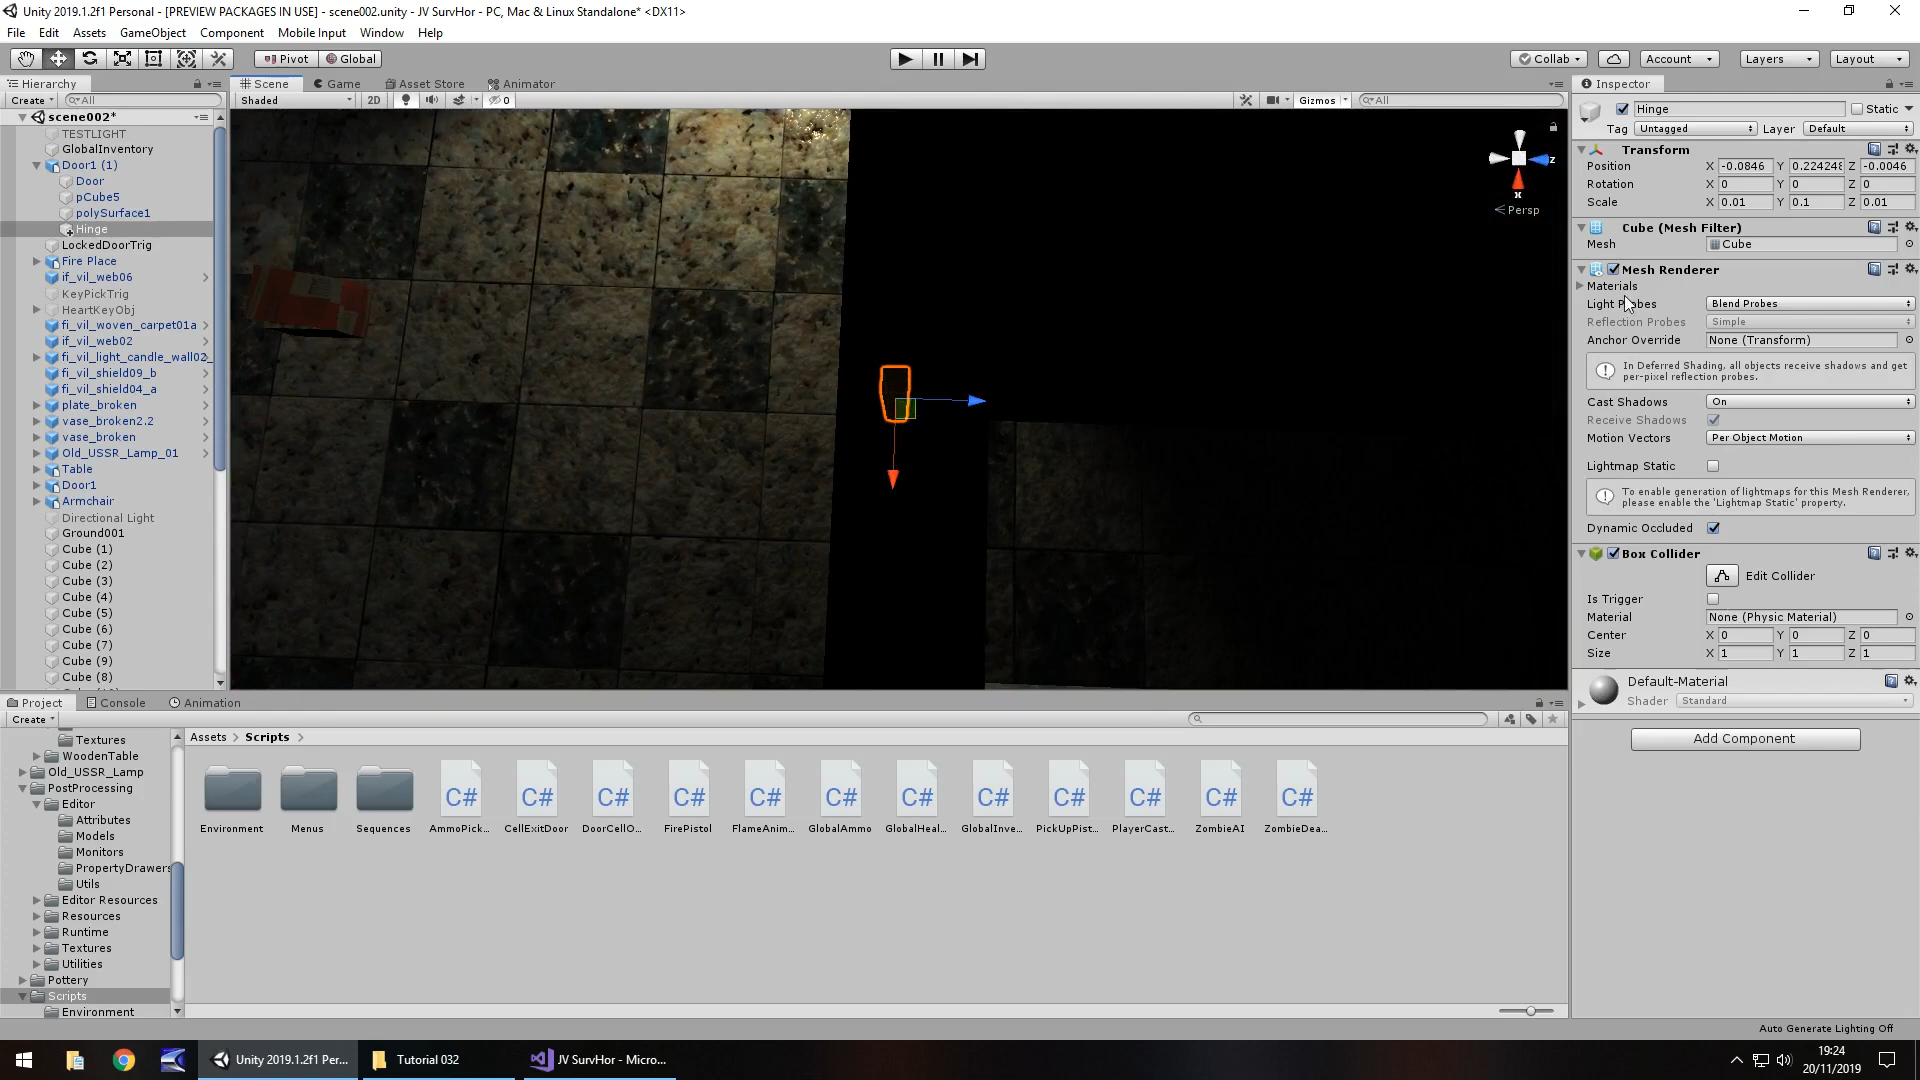 Unity 2019.1.2f1 Personal - [PREVIEW PACKAGES IN USE] - scene002.unity - JV SurvHor - PC, Mac & Linux Standalone* <DX11>
File Edit Assets GameObject Component Mobile Input Window Help
Pivot Global Collab Account Layers Layout
Hierarchy Scene Game Asset Store Animator Inspector
Create All Shaded 2D 0 Gizmos All
scene002*
TESTLIGHT
GlobalInventory
Door1 (1)
Door
pCube5
polySurface1
Hinge
LockedDoorTrig
Fire Place
if_vil_web06
KeyPickTrig
HeartKeyObj
fi_vil_woven_carpet01a
if_vil_web02
fi_vil_light_candle_wall02_
fi_vil_shield09_b
fi_vil_shield04_a
plate_broken
vase_broken2.2
vase_broken
Old_USSR_Lamp_01
Table
Door1
Armchair
Directional Light
Ground001
Cube (1)
Cube (2)
Cube (3)
Cube (4)
Cube (5)
Cube (6)
Cube (7)
Cube (9)
Cube (8)
z
x
Persp
Hinge Static
Tag Untagged Layer Default
Transform
Position X -0.0846 Y 0.224248 Z -0.0046
Rotation X 0 Y 0 Z 0
Scale X 0.01 Y 0.1 Z 0.01
Cube (Mesh Filter)
Mesh Cube
Mesh Renderer
Materials
Light Probes Blend Probes
Reflection Probes Simple
Anchor Override None (Transform)
In Deferred Shading, all objects receive shadows and get
per-pixel reflection probes.
Cast Shadows On
Receive Shadows
Motion Vectors Per Object Motion
Lightmap Static
To enable generation of lightmaps for this Mesh Renderer,
please enable the 'Lightmap Static' property.
Dynamic Occluded
Box Collider
Edit Collider
Is Trigger
Material None (Physic Material)
Center X 0 Y 0 Z 0
Size X 1 Y 1 Z 1
Default-Material
Shader Standard
Add Component
Project Console Animation
Create
Textures
WoodenTable
Old_USSR_Lamp
PostProcessing
Editor
Attributes
Models
Monitors
PropertyDrawers
Utils
Editor Resources
Resources
Runtime
Textures
Utilities
Pottery
Scripts
Environment
Assets > Scripts >
C# C# C# C# C# C# C# C# C# C# C# C#
Environment Menus Sequences AmmoPick... CellExitDoor DoorCellO... FirePistol FlameAnim... GlobalAmmo GlobalHeal... GlobalInve... PickUpPist... PlayerCast... ZombieAI ZombieDea...
Auto Generate Lighting Off
Unity 2019.1.2f1 Per... Tutorial 032 JV SurvHor - Micro...
19:24
20/11/2019